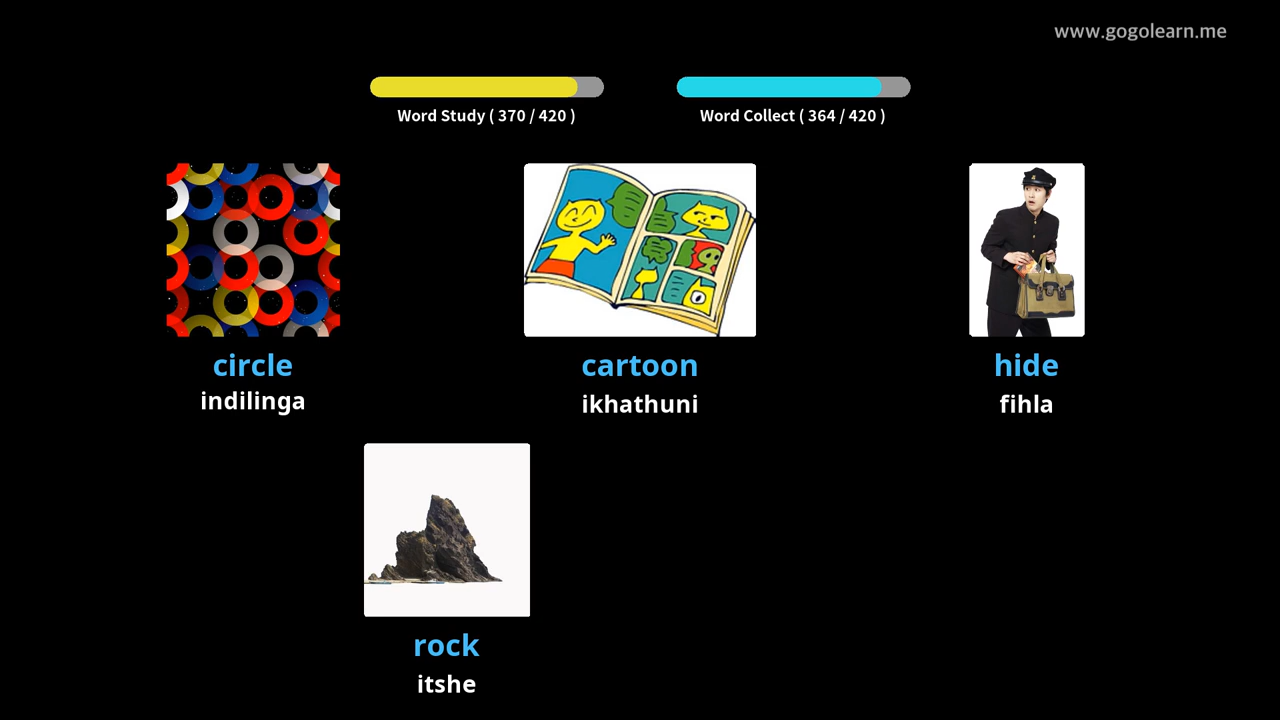 www.gogolearn.me
Word Study ( 370 / 420 )
Word Collect ( 364 / 420 )
circle
indilinga
cartoon
ikhathuni
hide
fihla
rock
itshe